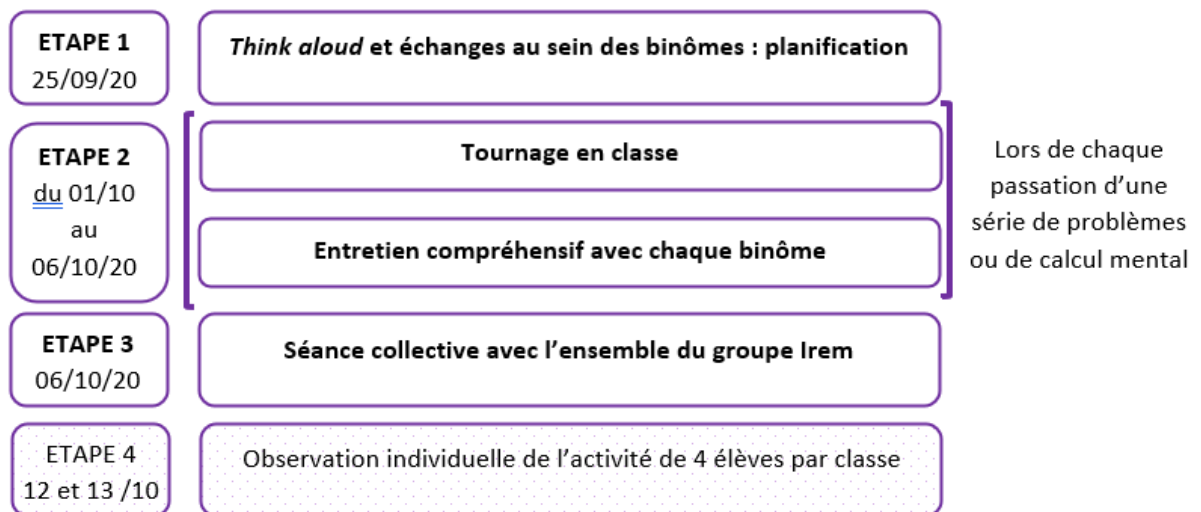 ETAPE 1
25/09/20
Think aloud et échanges au sein des binômes : planification
ETAPE 2
du 01/10
au
06/10/20
Tournage en classe
Entretien compréhensif avec chaque binôme
Lors de chaque
passation d’une
série de problèmes
ou de calcul mental
ETAPE 3
06/10/20
Séance collective avec l’ensemble du groupe Irem
ETAPE 4
12 et 13 /10
Observation individuelle de l’activité de 4 élèves par classe